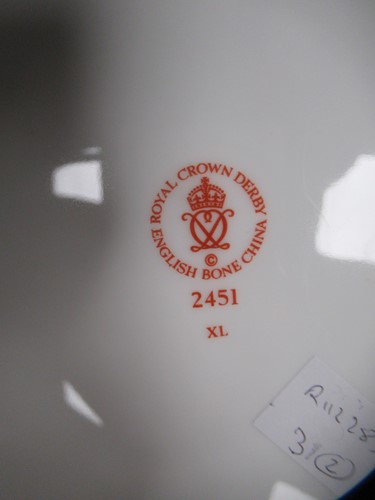 ROYAL CROWN DERBY
©
ENGLISH BONE CHINA
2451
XL
3 2